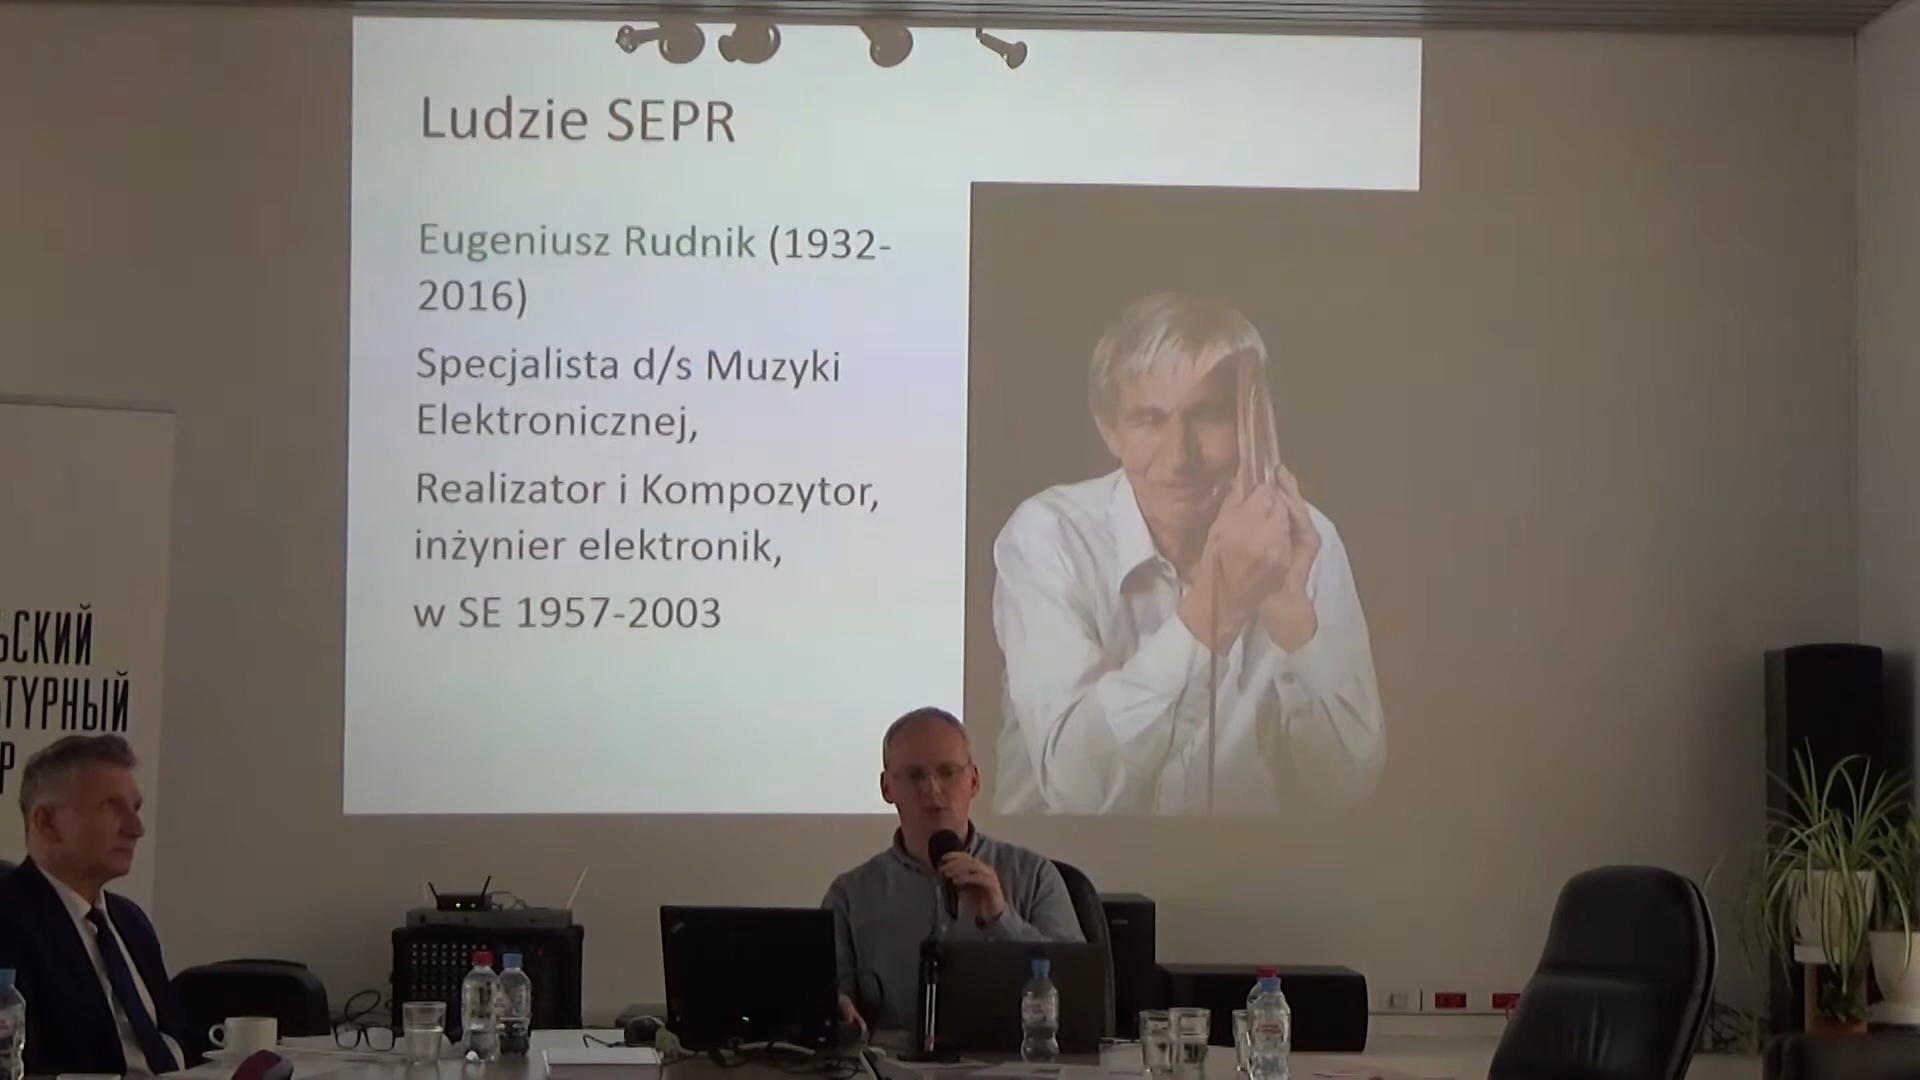 Ludzie SEPR
Eugeniusz Rudnik (1932-
2016)
Specjalista d/s Muzyki
Elektronicznej,
Realizator i Kompozytor,
inżynier elektronik,
w SE 1957-2003
ЬСКИЙ
ТУРНЫЙ
Р